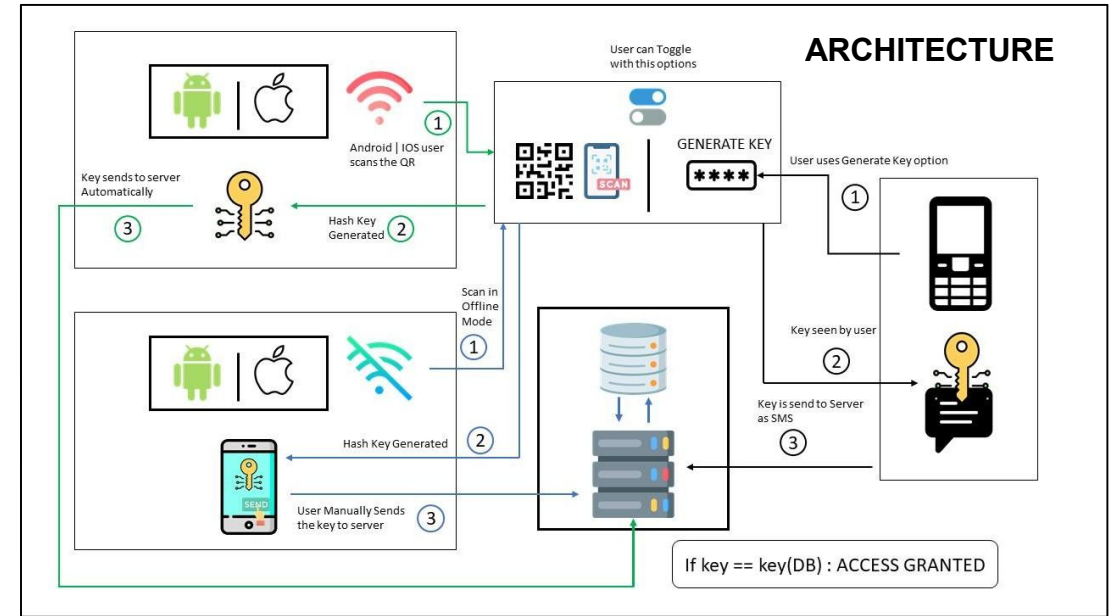 ARCHITECTURE
User can Toggle
with this options
1
Android | IOS user
scans the QR
Key sends to server
Automatically
3
Hash Key
Generated
2
SCAN
GENERATE KEY
****
User uses Generate Key option
1
Scan in
Offline
Mode
1
Key seen by user
2
Key is send to Server
as SMS
3
Hash Key Generated
2
SEND
User Manually Sends
the key to server
3
If key == key(DB) : ACCESS GRANTED